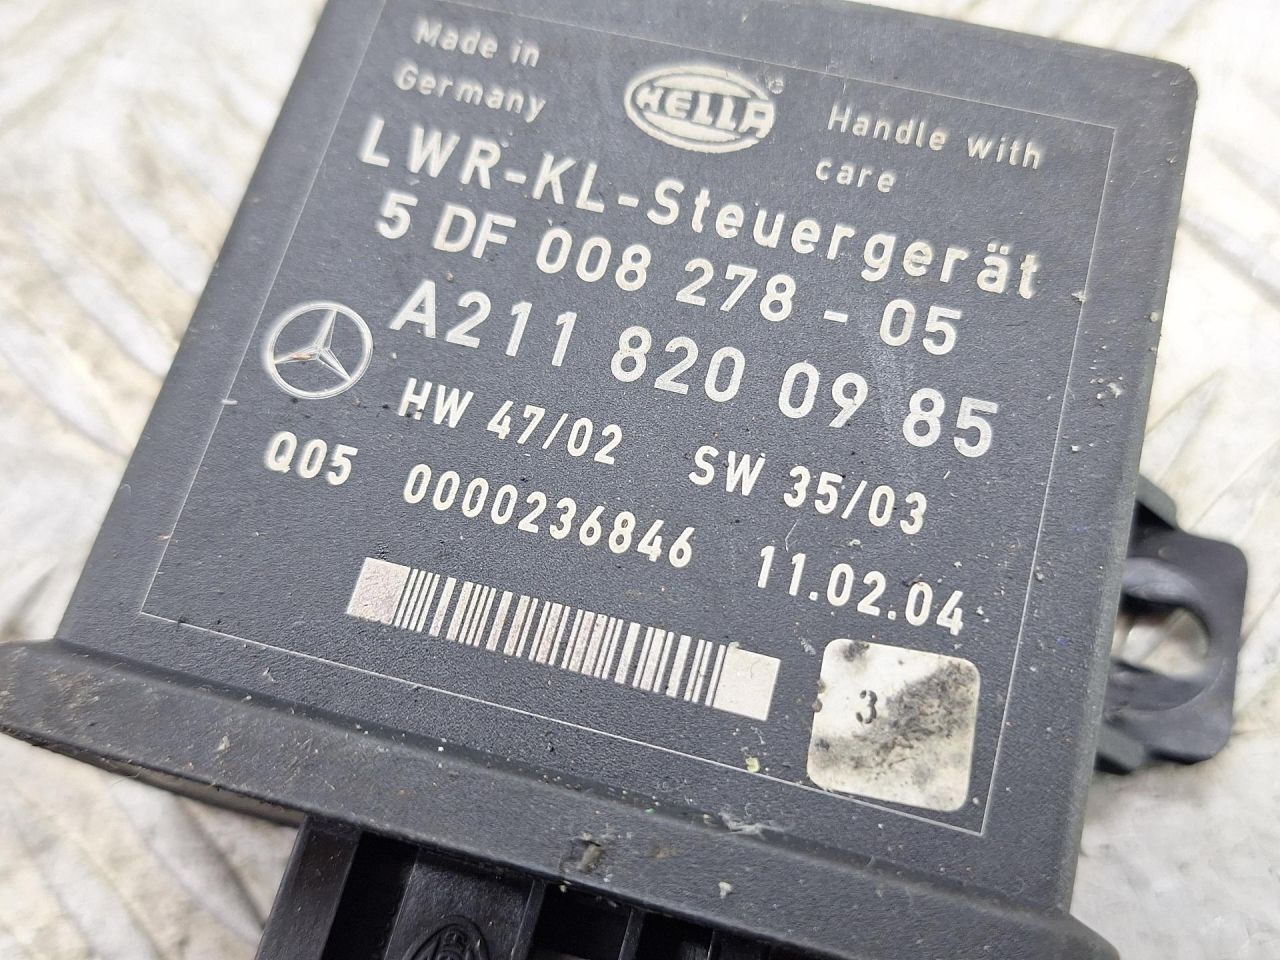 Made in
Germany
HELLA
Handle with
care
LWR-KL-Steuergerät
5 DF 008 278 - 05
A211 820 09 85
HW 47/02 SW 35/03
Q05 0000236846 11.02.04
3